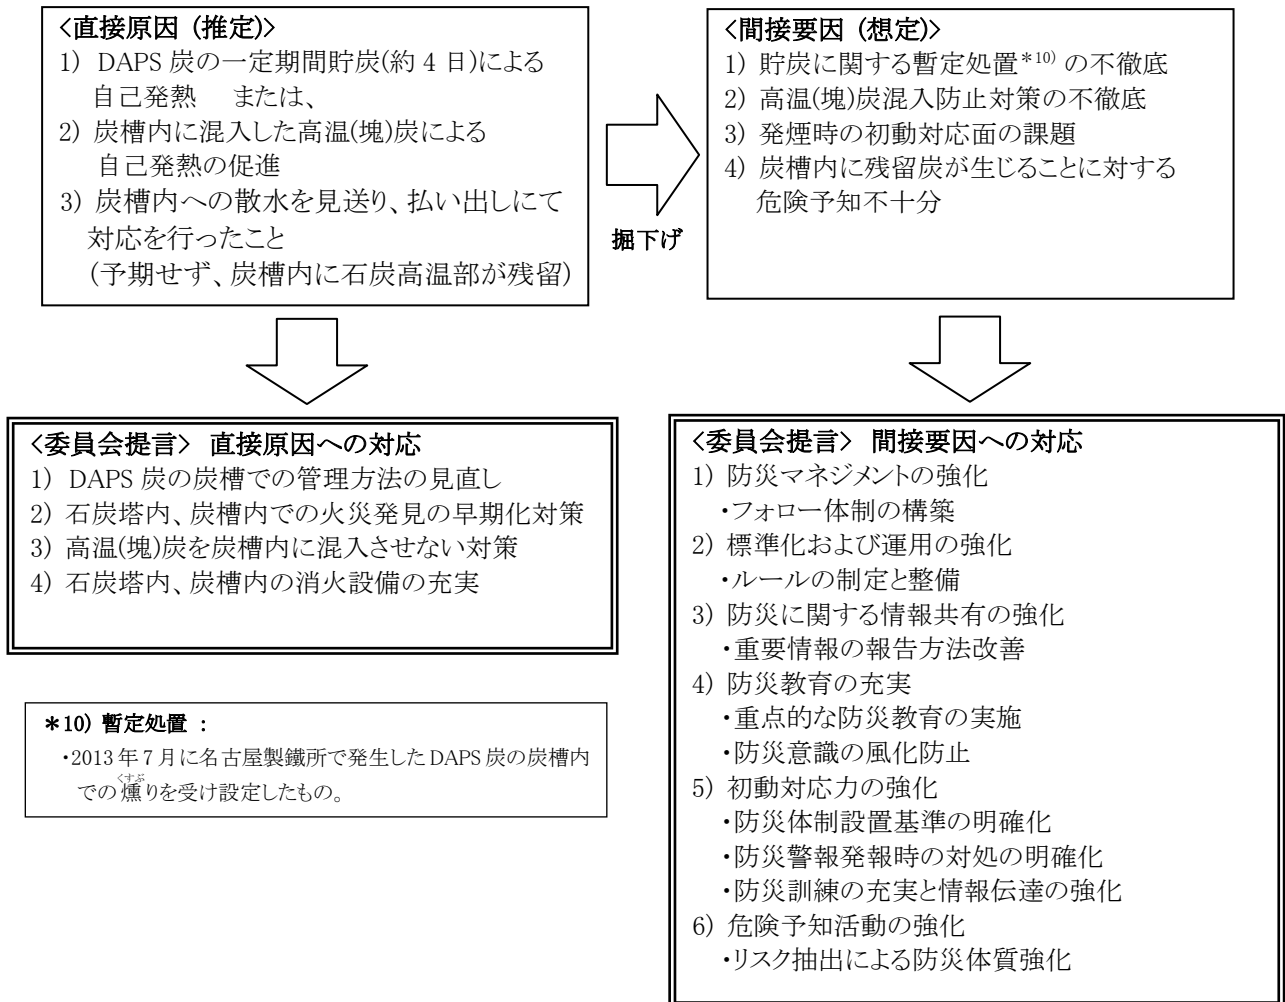 <直接原因 (推定)>
1) DAPS 炭の一定期間貯炭(約 4 日)による
自己発熱 または、
2) 炭槽内に混入した高温(塊)炭による
自己発熱の促進
3) 炭槽内への散水を見送り、払い出しにて
対応を行ったこと
(予期せず、炭槽内に石炭高温部が残留)
掘下げ
<間接要因 (想定)>
1) 貯炭に関する暫定処置*10) の不徹底
2) 高温(塊)炭混入防止対策の不徹底
3) 発煙時の初動対応面の課題
4) 炭槽内に残留炭が生じることに対する
危険予知不十分
<委員会提言> 直接原因への対応
1) DAPS 炭の炭槽での管理方法の見直し
2) 石炭塔内、炭槽内での火災発見の早期化対策
3) 高温(塊)炭を炭槽内に混入させない対策
4) 石炭塔内、炭槽内の消火設備の充実
*10) 暫定処置 :
・2013 年 7 月に名古屋製鐵所で発生した DAPS 炭の炭槽内
くすぶ
での燻りを受け設定したもの。
<委員会提言> 間接要因への対応
1) 防災マネジメントの強化
・フォロー体制の構築
2) 標準化および運用の強化
・ルールの制定と整備
3) 防災に関する情報共有の強化
・重要情報の報告方法改善
4) 防災教育の充実
・重点的な防災教育の実施
・防災意識の風化防止
5) 初動対応力の強化
・防災体制設置基準の明確化
・防災警報発報時の対処の明確化
・防災訓練の充実と情報伝達の強化
6) 危険予知活動の強化
・リスク抽出による防災体質強化